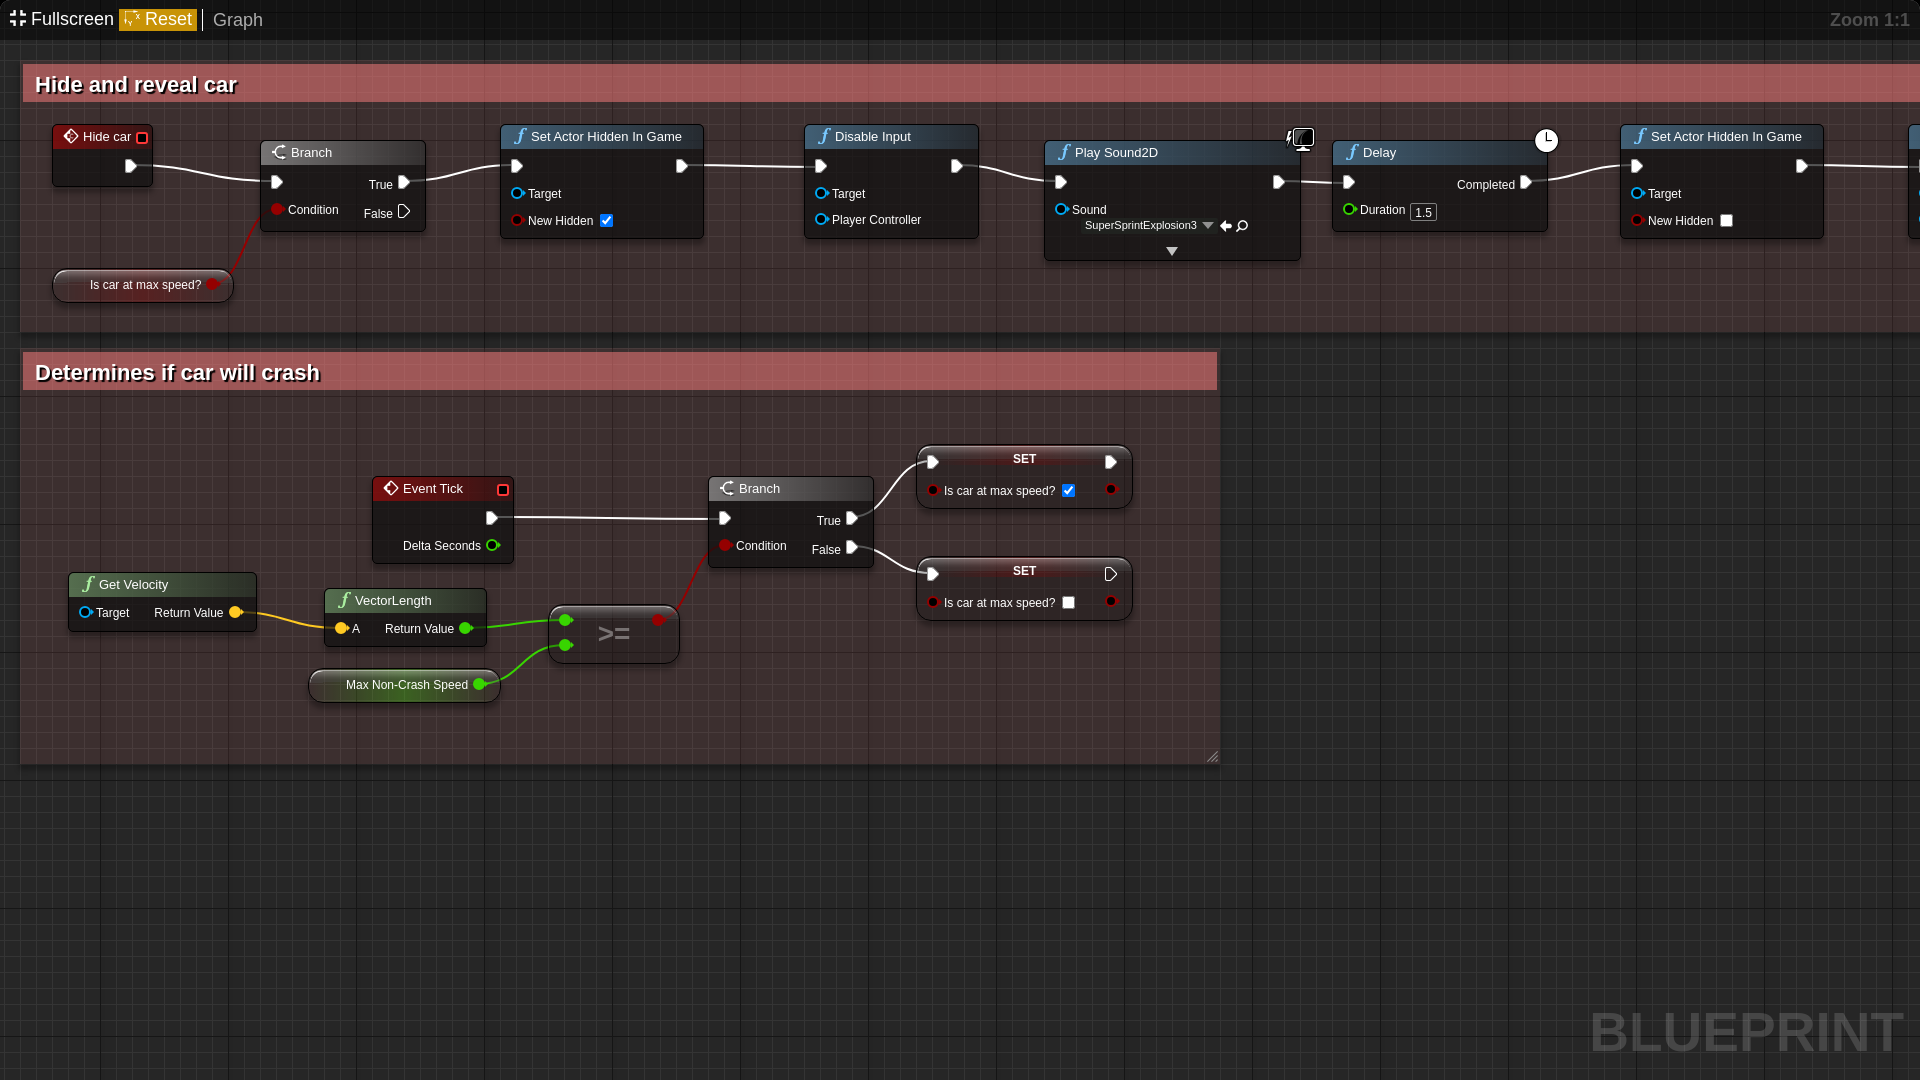 Fullscreen Reset Graph Zoom 1:1
Hide and reveal car
Hide car
Branch
True
Condition
False
Is car at max speed?
Set Actor Hidden In Game
Target
New Hidden
Disable Input
Target
Player Controller
Play Sound2D
Sound
SuperSprintExplosion3
Delay
Completed
Duration 1.5
Set Actor Hidden In Game
Target
New Hidden
Determines if car will crash
Event Tick
Delta Seconds
Get Velocity
Target Return Value
VectorLength
A Return Value
Max Non-Crash Speed
>=
Branch
True
Condition
False
SET
Is car at max speed?
SET
Is car at max speed?
BLUEPRINT